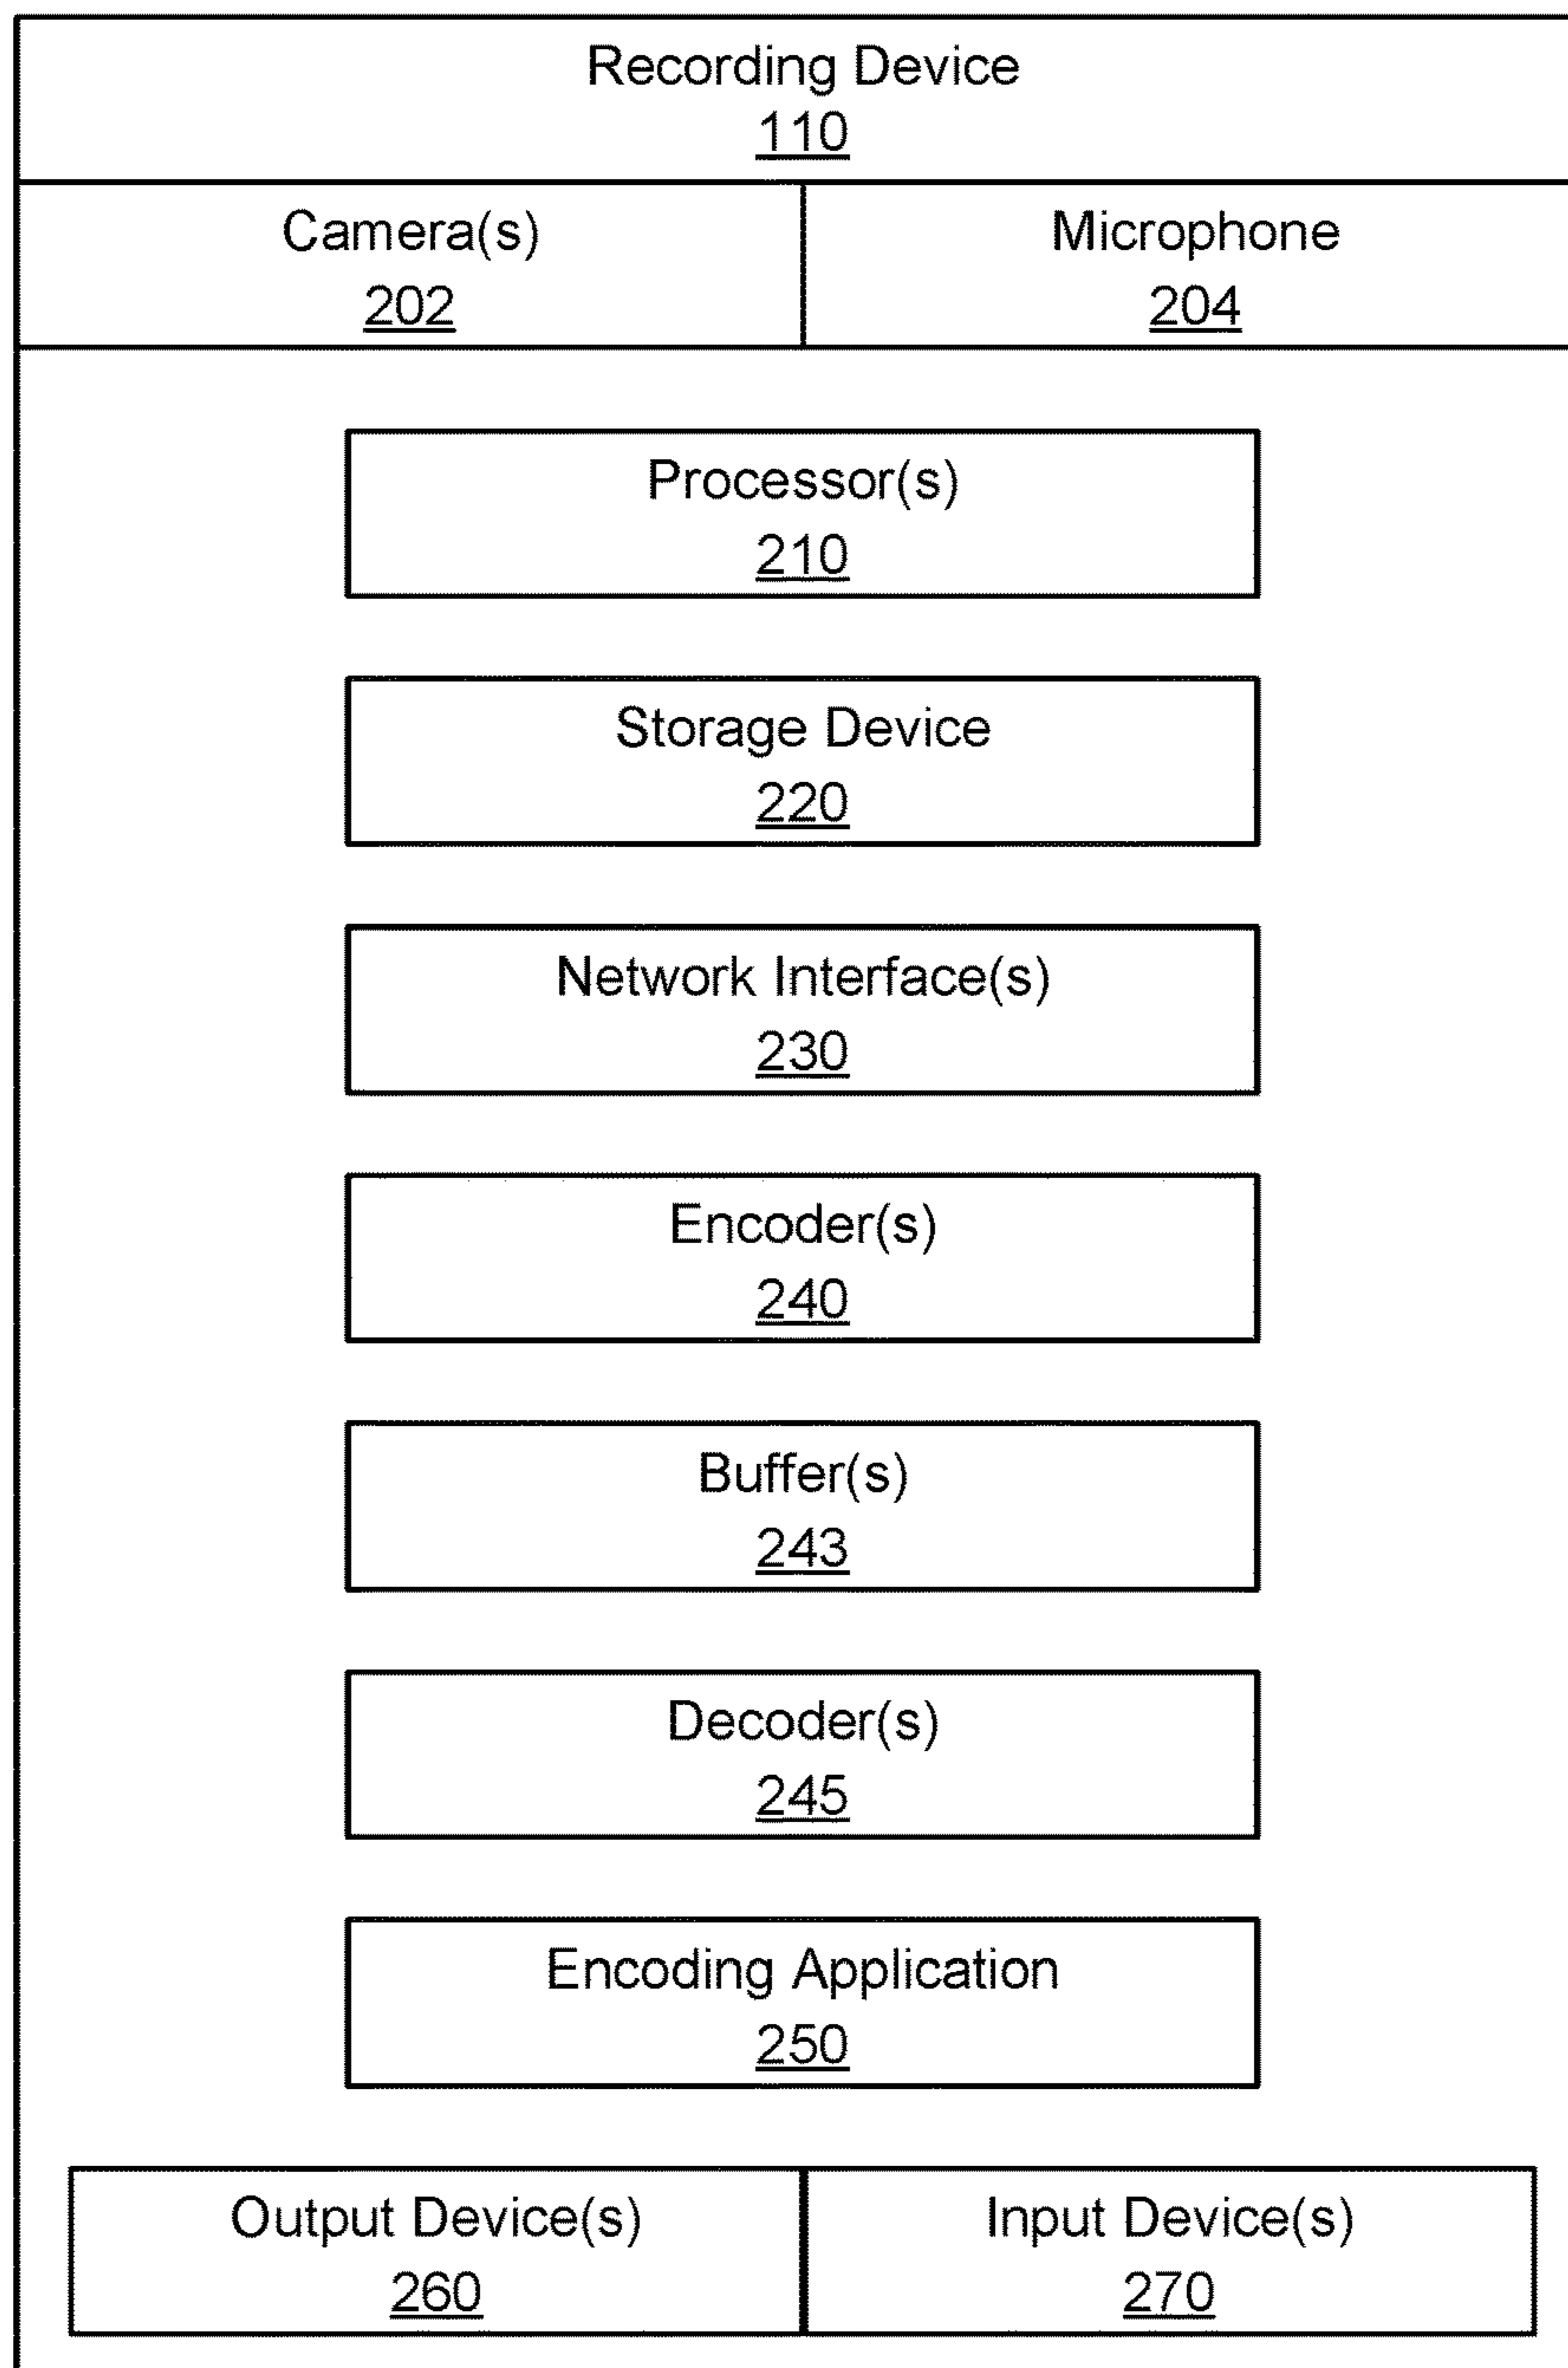 Recording Device
110
Camera(s)
202
Microphone
204
Processor(s)
210
Storage Device
220
Network Interface(s)
230
Encoder(s)
240
Buffer(s)
243
Decoder(s)
245
Encoding Application
250
Output Device(s)
260
Input Device(s)
270